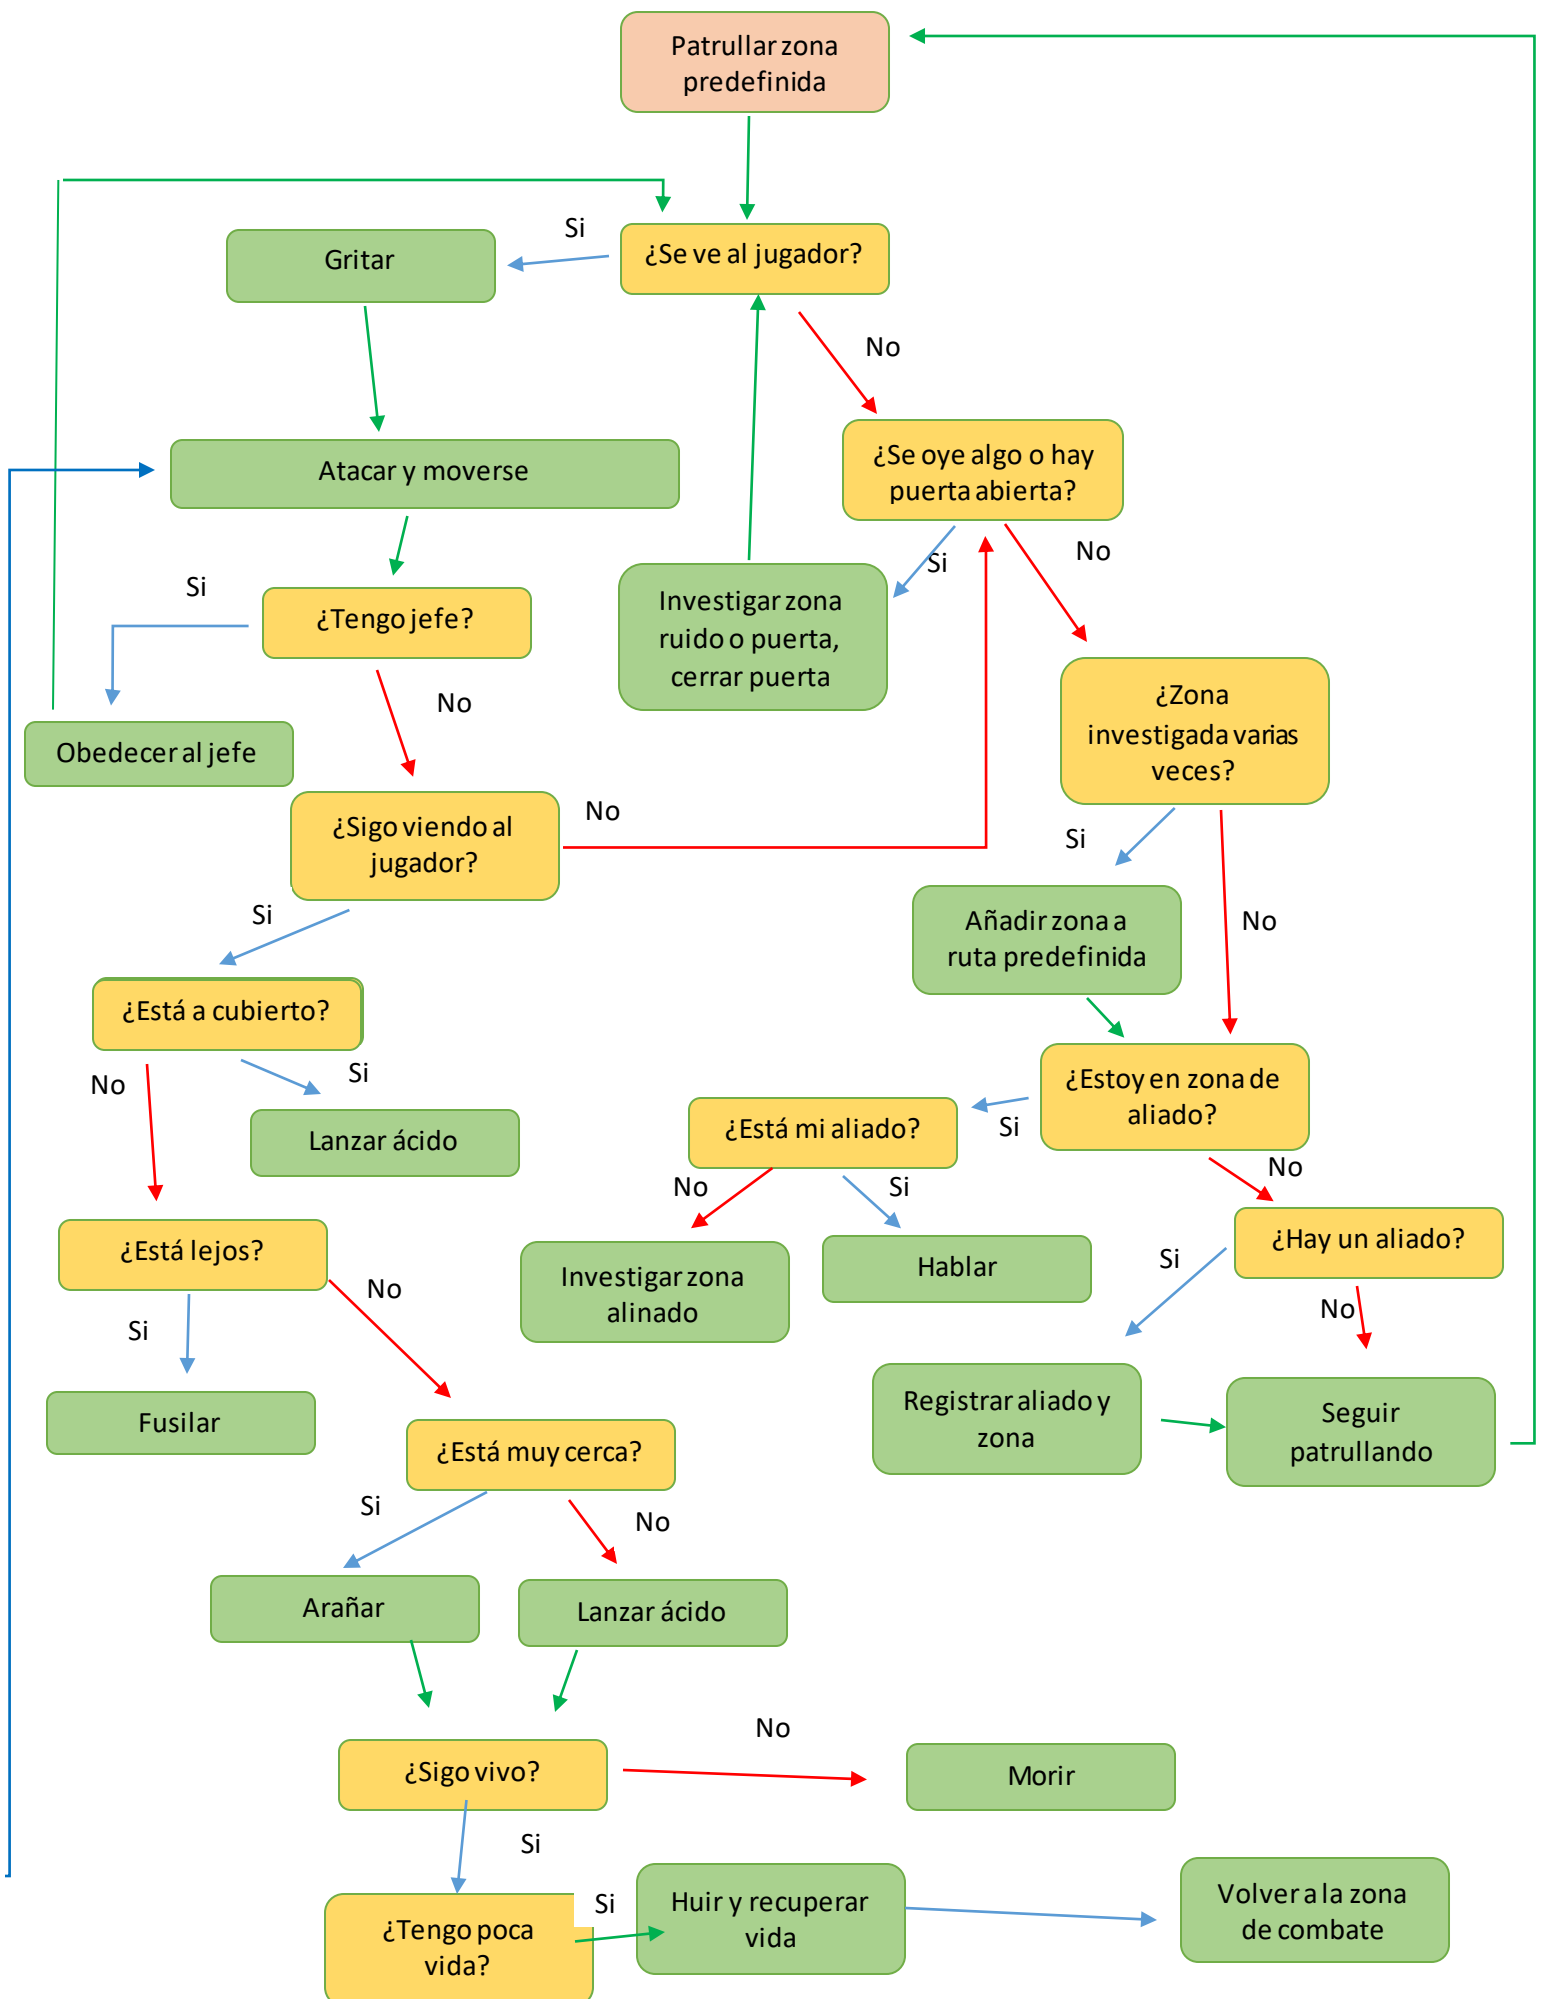 Patrullar zona
predefinida
Si
¿Se ve al jugador?
Gritar
No
¿Se oye algo o hay
puerta abierta?
Atacar y moverse
Si
No
Si
¿Tengo jefe?
Investigar zona
ruido o puerta,
cerrar puerta
No
¿Zona
investigada varias
veces?
Obedecer al jefe
No
¿Sigo viendo al
jugador?
Si
Si
Añadir zona a
ruta predefinida
No
¿Está a cubierto?
No
Si
¿Estoy en zona de
aliado?
Lanzar ácido
¿Está mi aliado?
Si
No
No
Si
¿Está lejos?
¿Hay un aliado?
Si
Investigar zona
alinado
Hablar
No
Si
No
Fusilar
Registrar aliado y
zona
Seguir
patrullando
¿Está muy cerca?
Si
No
Arañar
Lanzar ácido
No
¿Sigo vivo?
Morir
Si
Si
Huir y recuperar
vida
Volver a la zona
de combate
¿Tengo poca
vida?